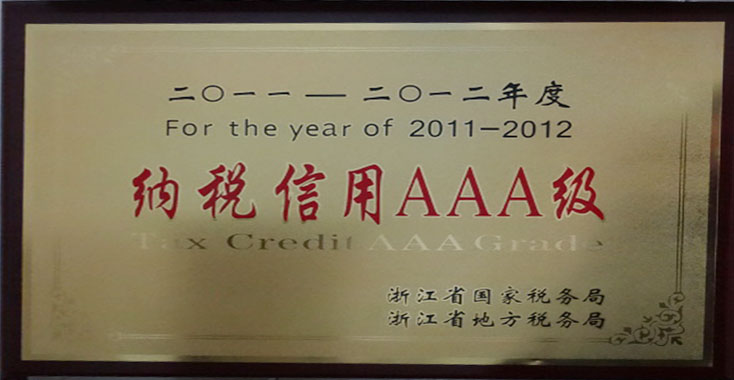 二〇一一 — 二〇一二年度
For the year of 2011-2012
纳税信用AAA级
Tax Credit AAA Grade
浙江省国家税务局
浙江省地方税务局